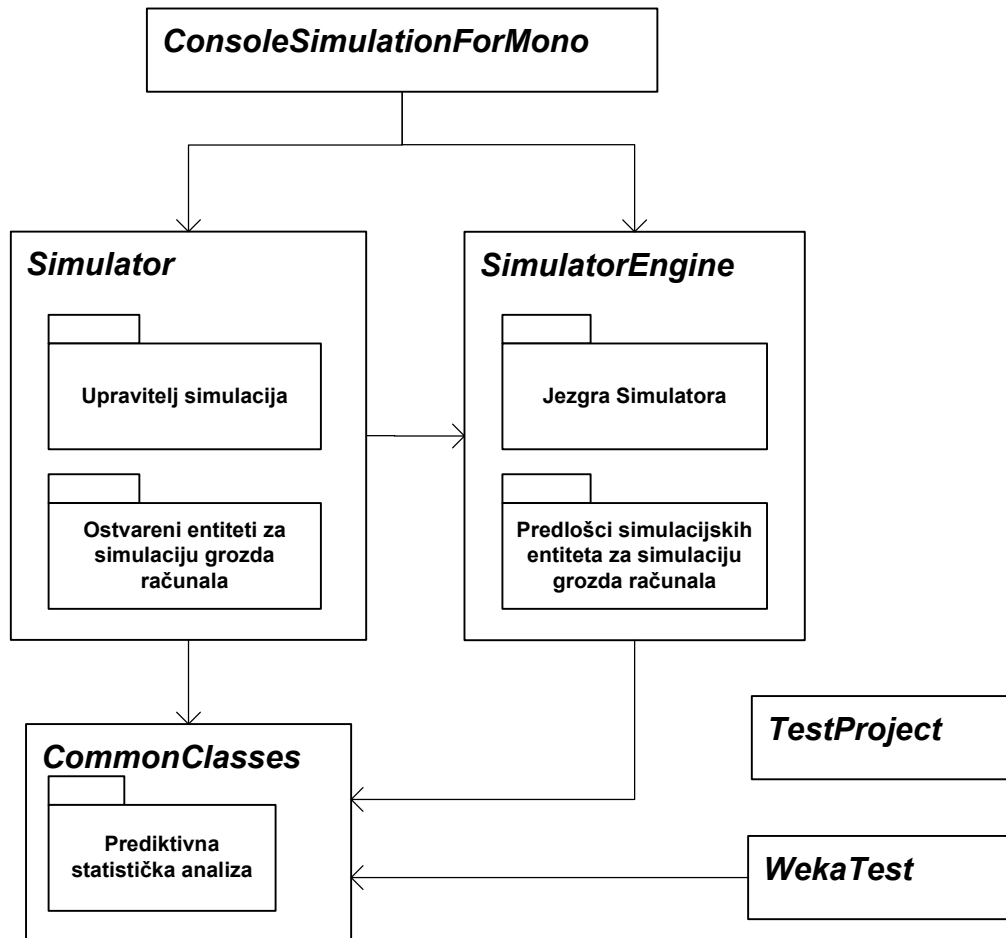 ConsoleSimulationForMono
Simulator
Upravitelj simulacija
Ostvareni entiteti za
simulaciju grozda
računala
SimulatorEngine
Jezgra Simulatora
Predlošci simulacijskih
entiteta za simulaciju
grozda računala
CommonClasses
Prediktivna
statistička analiza
TestProject
WekaTest